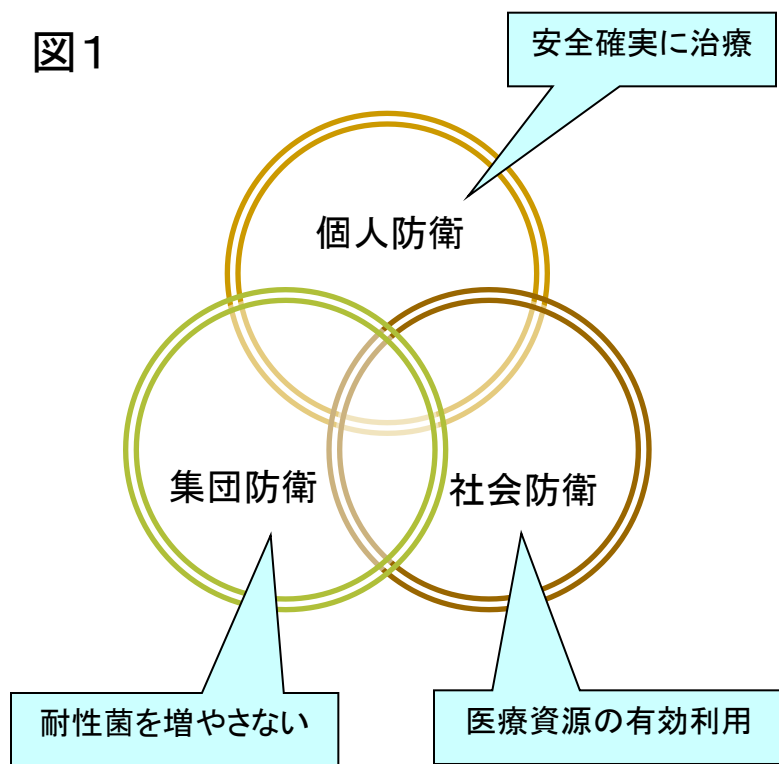 図1
安全確実に治療
個人防衛
集団防衛
社会防衛
耐性菌を増やさない
医療資源の有効利用